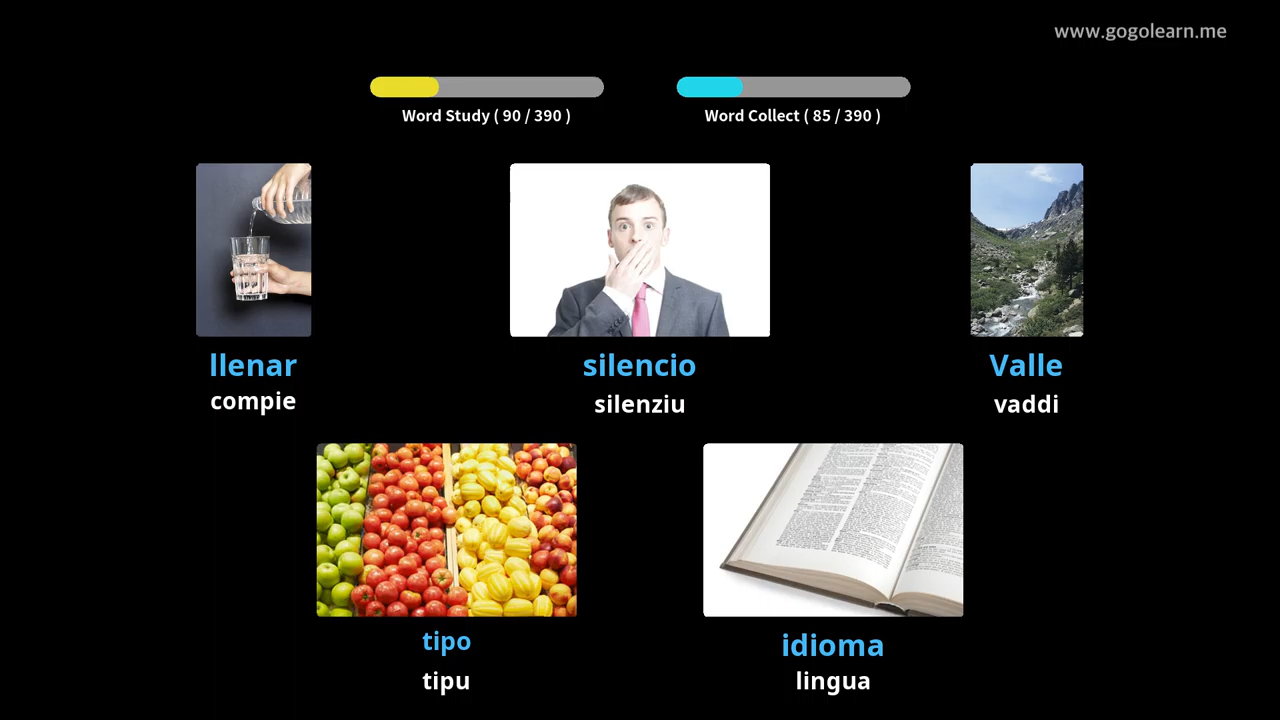 www.gogolearn.me
Word Study ( 90 / 390 )
Word Collect ( 85 / 390 )
llenar
compie
silencio
silenziu
Valle
vaddi
tipo
tipu
idioma
lingua